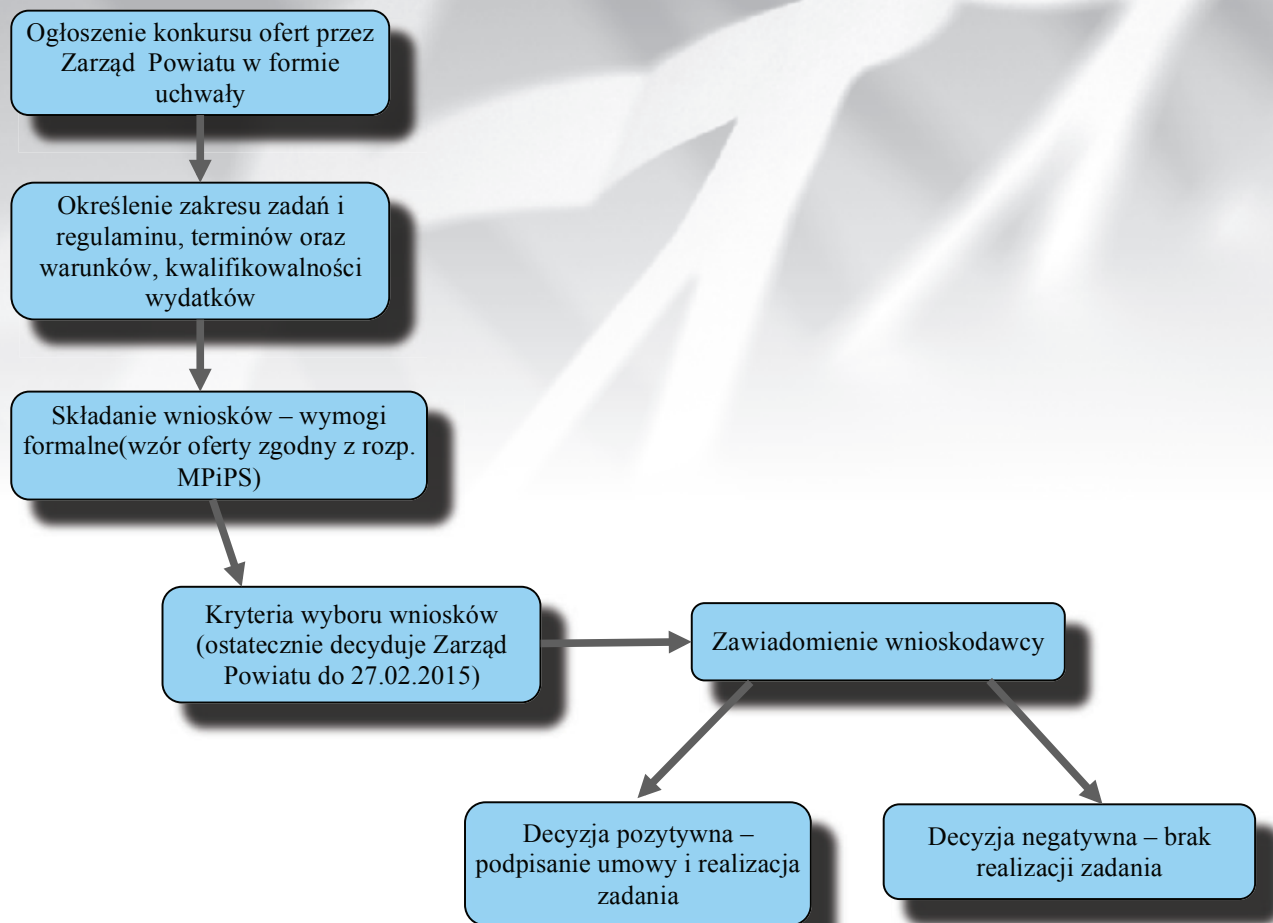 Ogłoszenie konkursu ofert przez
Zarząd Powiatu w formie
uchwały
Określenie zakresu zadań i
regulaminu, terminów oraz
warunków, kwalifikowalności
wydatków
Składanie wniosków – wymogi
formalne(wzór oferty zgodny z rozp.
MPiPS)
Kryteria wyboru wniosków
(ostatecznie decyduje Zarząd
Powiatu do 27.02.2015)
Zawiadomienie wnioskodawcy
Decyzja pozytywna –
podpisanie umowy i realizacja
zadania
Decyzja negatywna – brak
realizacji zadania